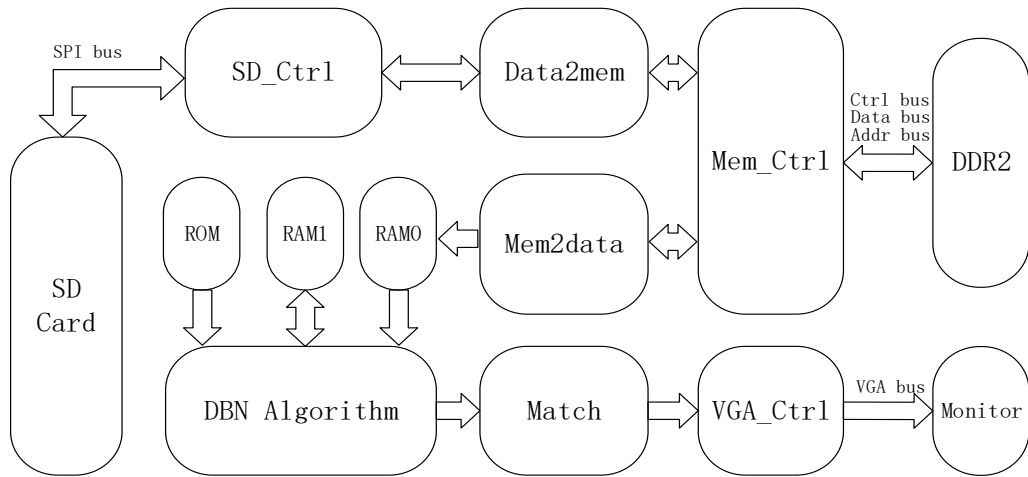 SPI bus
SD_Ctrl
Data2mem
Ctrl bus
Data bus
Addr bus
Mem_Ctrl
DDR2
ROM
RAM1
RAM0
Mem2data
SD
Card
DBN Algorithm
Match
VGA_Ctrl
VGA bus
Monitor